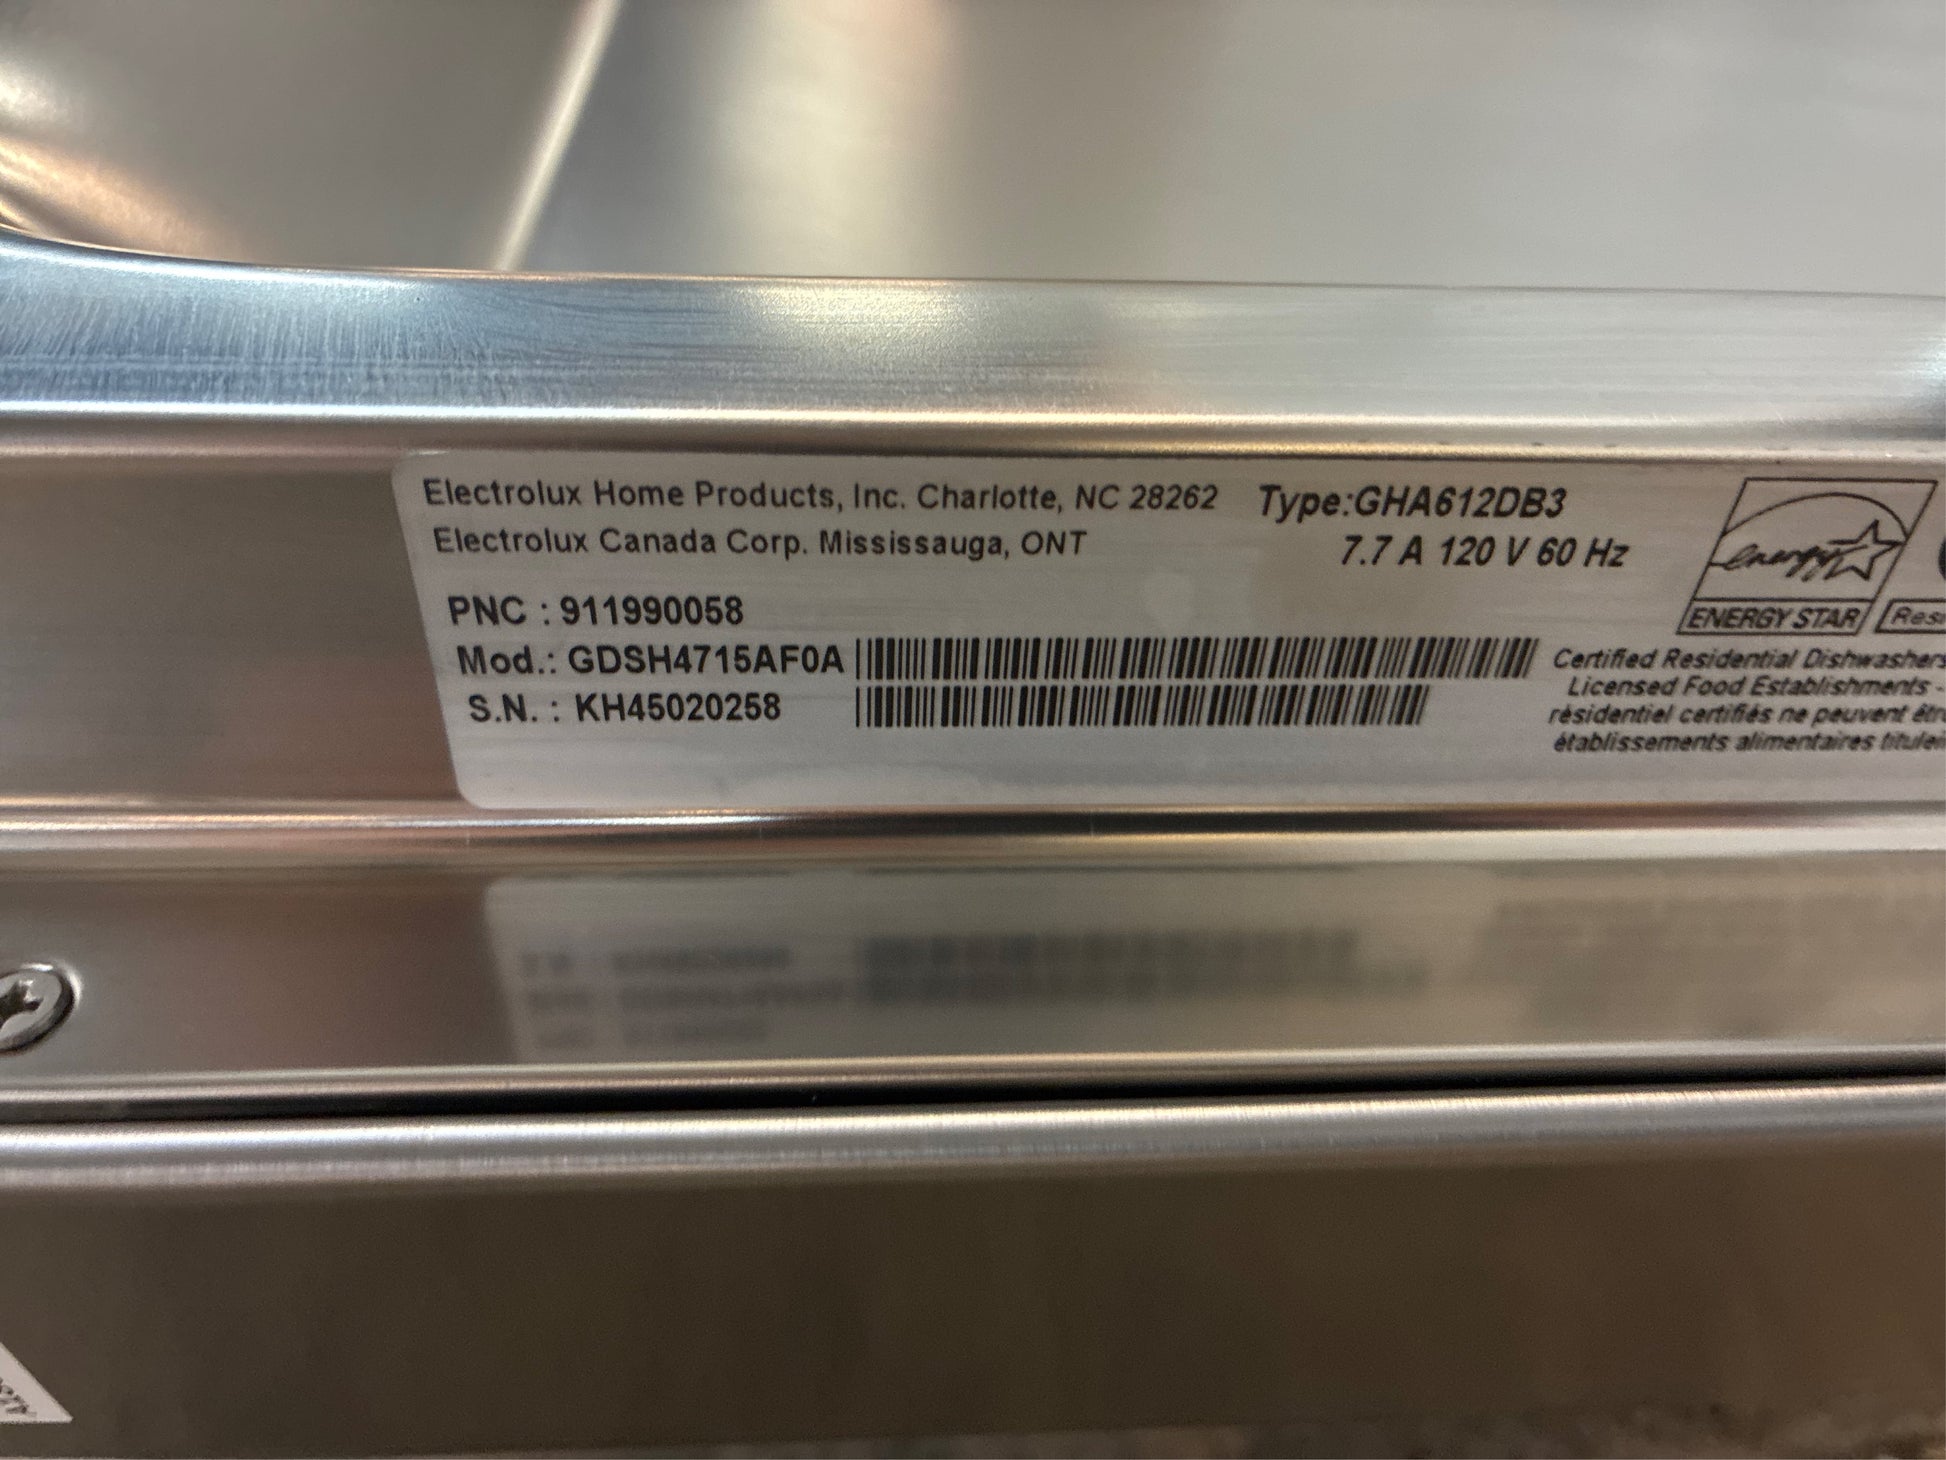 Electrolux Home Products, Inc. Charlotte, NC 28262
Electrolux Canada Corp. Mississauga, ONT
Type:GHA612DB3
7.7 A 120 V 60 Hz
PNC : 911990058
Mod.: GDSH4715AF0A
S.N. : KH45020258
energy
ENERGY STAR
Certified Residential Dishwashers
Licensed Food Establishments -
résidentiel certifiés ne peuvent
établissements alimentaires